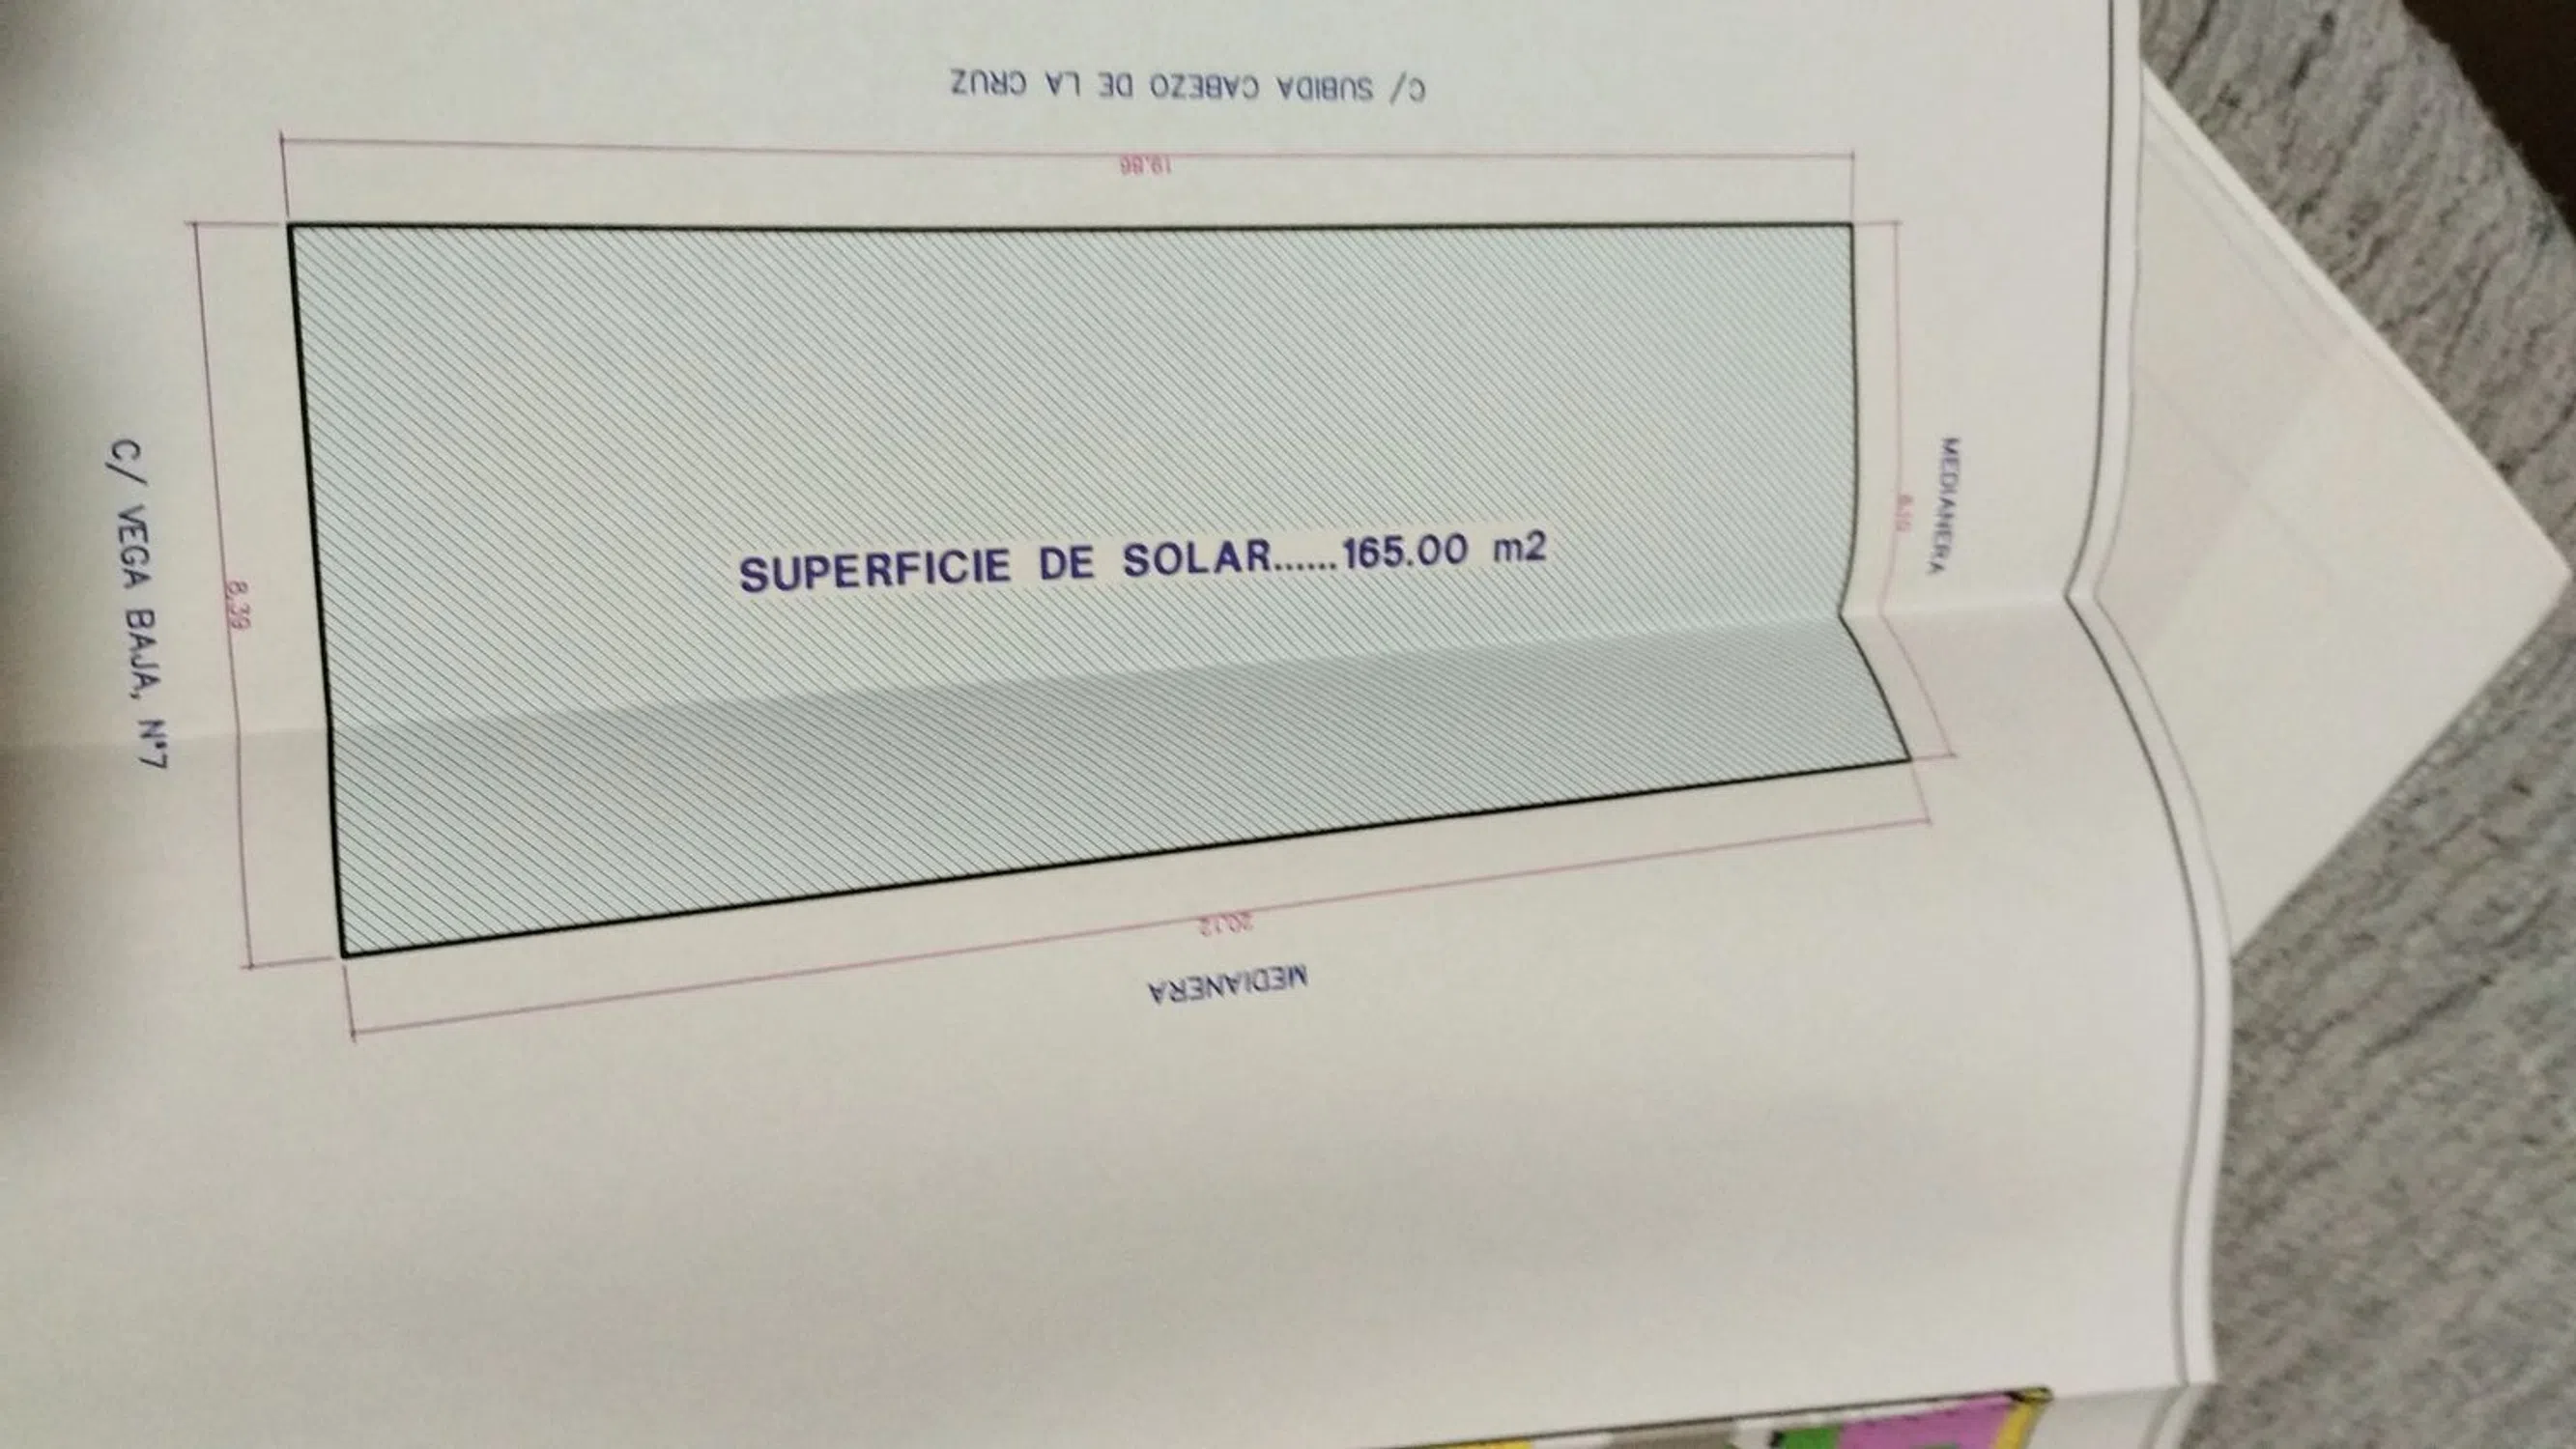 C/ SUBIDA CABEZO DE LA CRUZ
19.86
MEDIANERA
C/ VEGA BAJA, N°7
8.39
SUPERFICIE DE SOLAR......165.00 m2
20.12
MEDIANERA